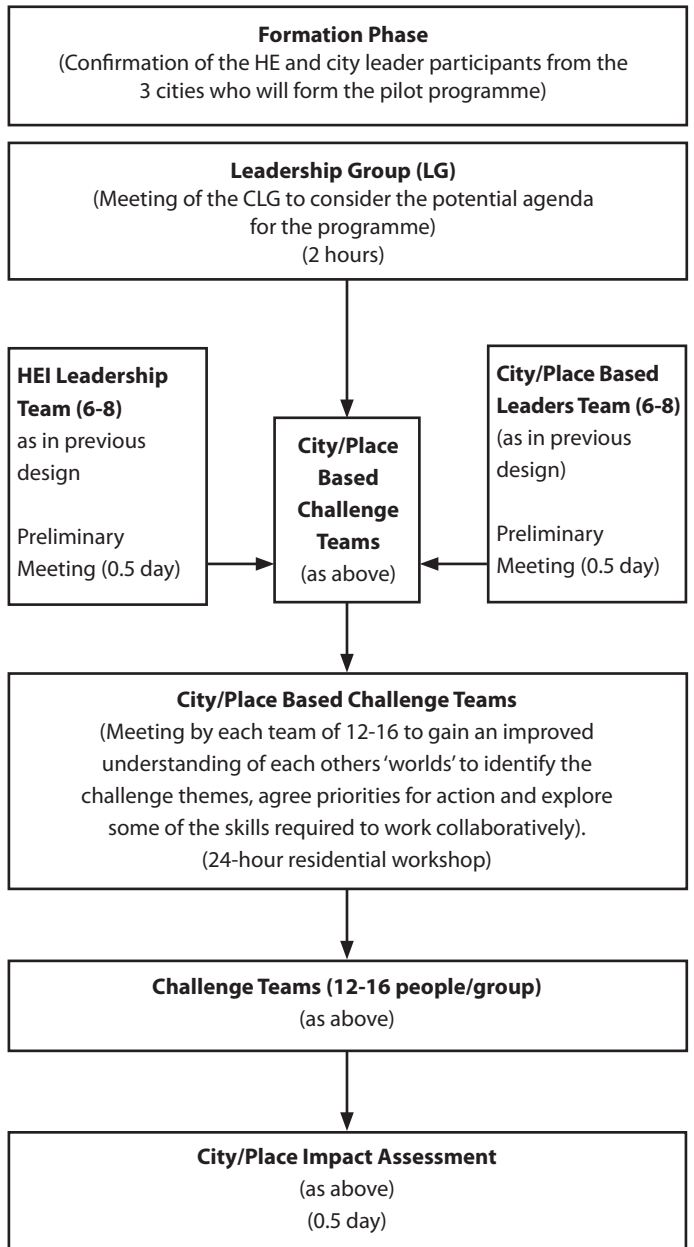 Formation Phase
(Confirmation of the HE and city leader participants from the
3 cities who will form the pilot programme)
Leadership Group (LG)
(Meeting of the CLG to consider the potential agenda
for the programme)
(2 hours)
HEI Leadership
Team (6-8)
as in previous
design
Preliminary
Meeting (0.5 day)
City/Place
Based
Challenge
Teams
(as above)
City/Place Based
Leaders Team (6-8)
(as in previous
design)
Preliminary
Meeting (0.5 day)
City/Place Based Challenge Teams
(Meeting by each team of 12-16 to gain an improved
understanding of each others ‘worlds’ to identify the
challenge themes, agree priorities for action and explore
some of the skills required to work collaboratively).
(24-hour residential workshop)
Challenge Teams (12-16 people/group)
(as above)
City/Place Impact Assessment
(as above)
(0.5 day)